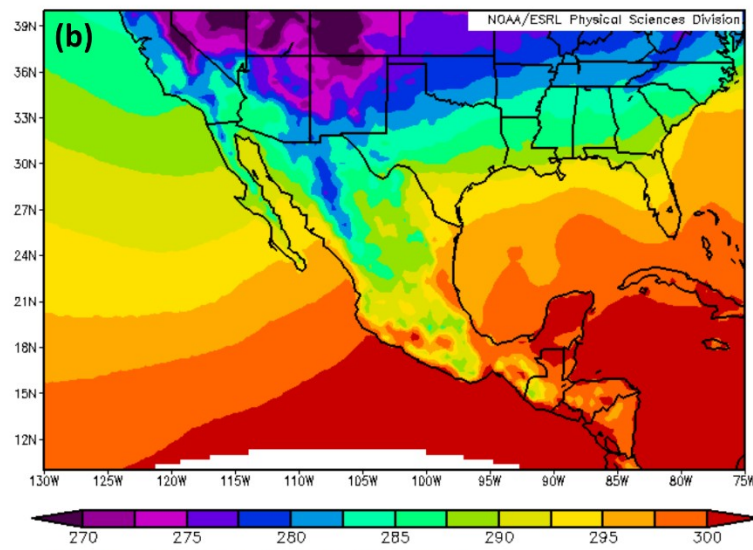 NOAA/ESRL Physical Sciences Division
(b)
39N
36N
33N
30N
27N
24N
21N
18N
15N
12N
130W 125W 120W 115W 110W 105W 100W 95W 90W 85W 80W 75W
270 275 280 285 290 295 300